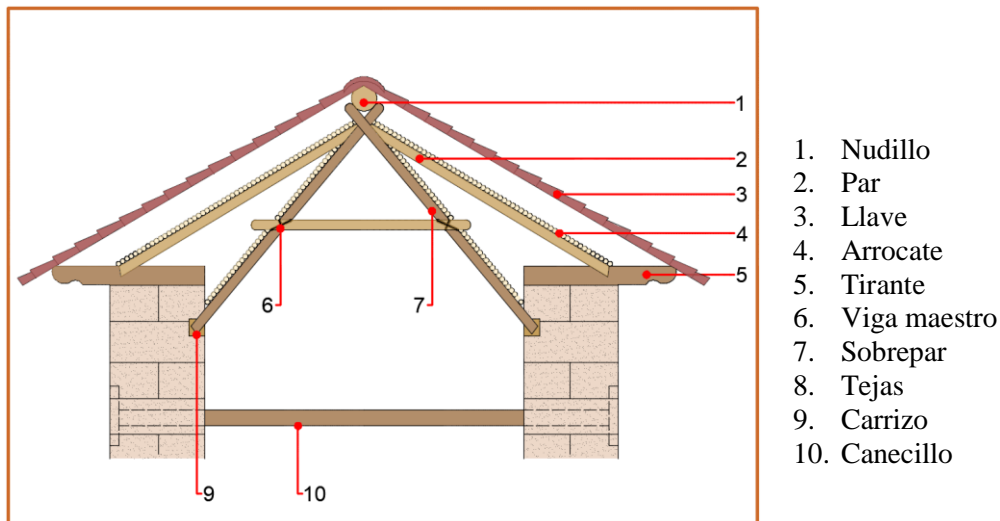 1
2
3
4
5
6
7
9
10
1. Nudillo
2. Par
3. Llave
4. Arrocate
5. Tirante
6. Viga maestro
7. Sobrepar
8. Tejas
9. Carrizo
10. Canecillo